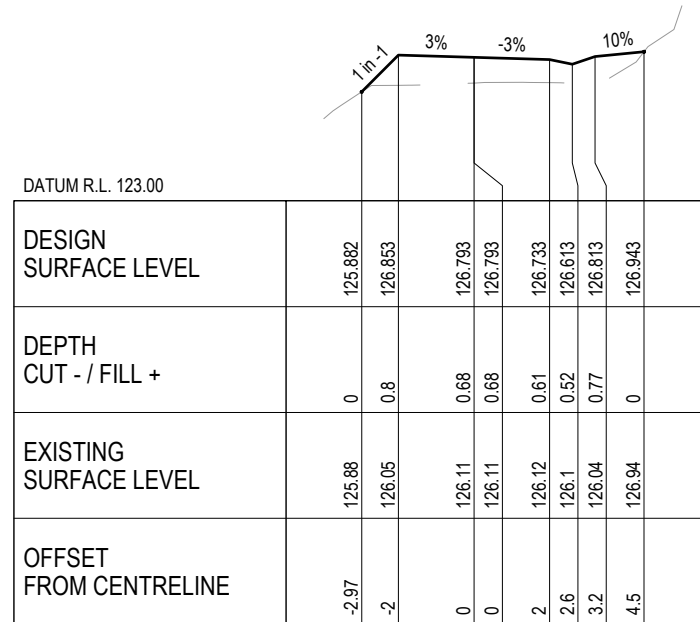 1 in -1 3% -3% 10%
DATUM R.L. 123.00
DESIGN
SURFACE LEVEL
125.882 126.853 126.793 126.793 126.733 126.613 126.813 126.943
DEPTH
CUT - / FILL +
0 0.8 0.68 0.68 0.61 0.52 0.77 0
EXISTING
SURFACE LEVEL
125.88 126.05 126.11 126.11 126.12 126.1 126.04 126.94
OFFSET
FROM CENTRELINE
-2.97 -2 0 0 2 2.6 3.2 4.5